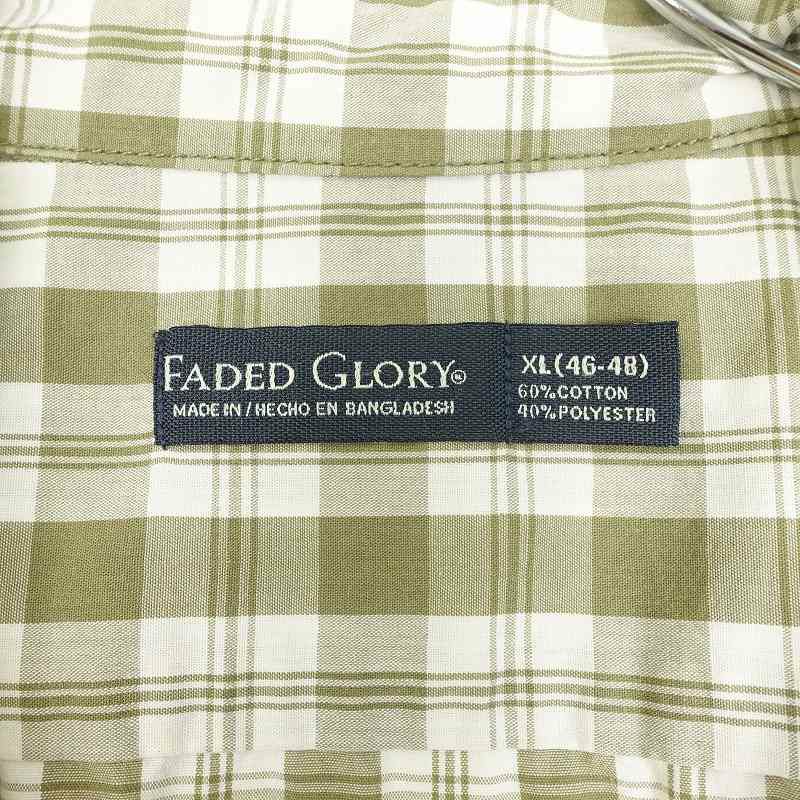 FADED GLORY®
MADE IN / HECHO EN BANGLADESH
XL (46-48)
60% COTTON
40% POLYESTER